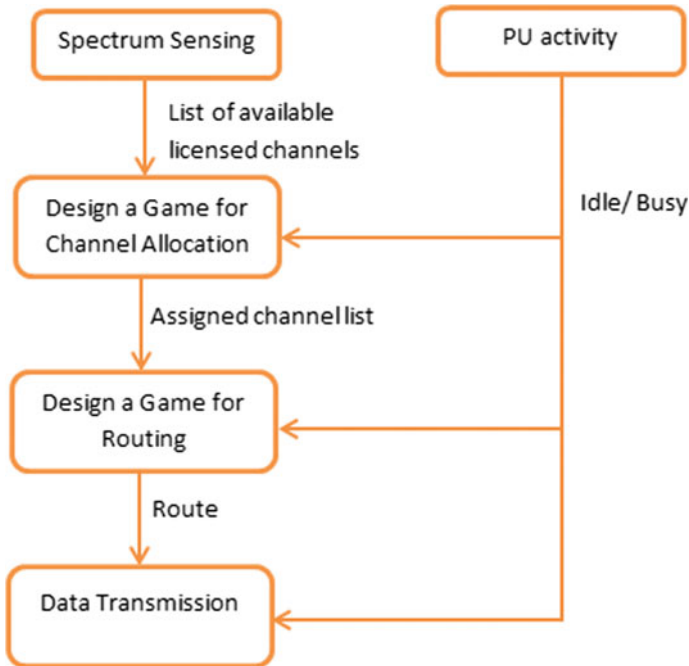 Spectrum Sensing
PU activity
List of available
licensed channels
Design a Game for
Channel Allocation
Idle/ Busy
Assigned channel list
Design a Game for
Routing
Route
Data Transmission